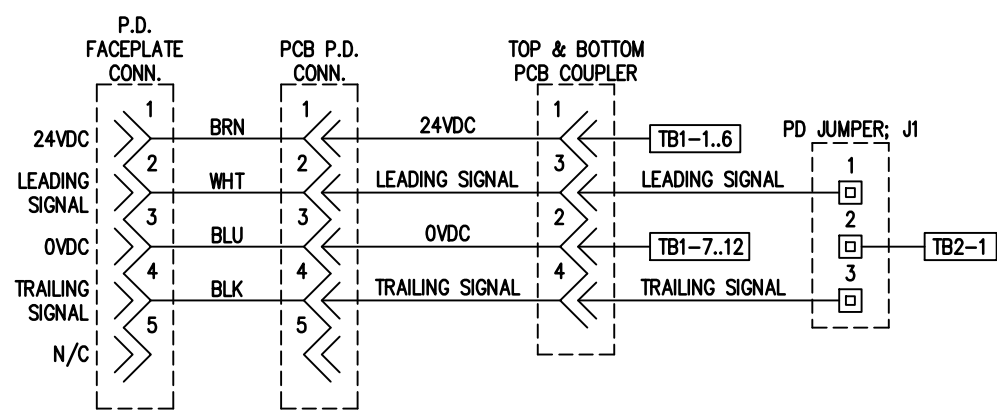 P.D.
FACEPLATE
CONN.
PCB P.D.
CONN.
TOP & BOTTOM
PCB COUPLER
PD JUMPER; J1
1
1
1
24VDC
BRN
24VDC
TB1-1..6
1
2
2
3
LEADING
SIGNAL
WHT
LEADING SIGNAL
LEADING SIGNAL
2
3
3
2
0VDC
BLU
0VDC
TB1-7..12
TB2-1
3
4
4
4
TRAILING
SIGNAL
BLK
TRAILING SIGNAL
TRAILING SIGNAL
5
5
N/C